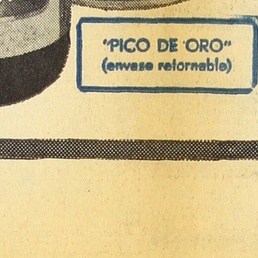 "PICO DE ORO"
(envase retornable)